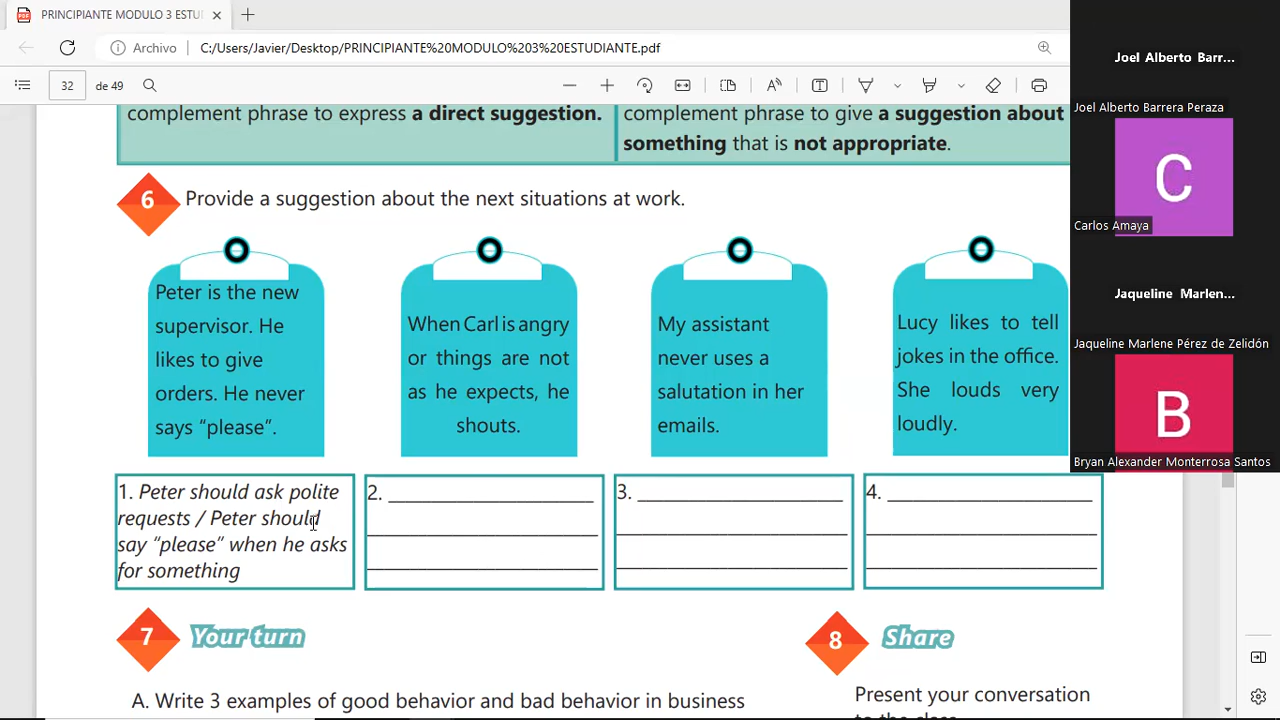 PRINCIPIANTE MODULO 3 ESTU
Archivo C:/Users/Javier/Desktop/PRINCIPIANTE%20MODULO%203%20ESTUDIANTE.pdf
32 de 49
complement phrase to express a direct suggestion.
complement phrase to give a suggestion about
something that is not appropriate.
6 Provide a suggestion about the next situations at work.
Peter is the new
supervisor. He
likes to give
orders. He never
says “please”.
When Carl is angry
or things are not
as he expects, he
shouts.
My assistant
never uses a
salutation in her
emails.
Lucy likes to tell
jokes in the office.
She louds very
loudly.
1. Peter should ask polite
requests / Peter should
say “please” when he asks
for something
2.
3.
4.
7 Your turn
A. Write 3 examples of good behavior and bad behavior in business
8 Share
Present your conversation
to the class
Joel Alberto Barr...
Joel Alberto Barrera Peraza
C
Carlos Amaya
Jaqueline Marlen...
Jaqueline Marlene Pérez de Zelidón
B
Bryan Alexander Monterrosa Santos